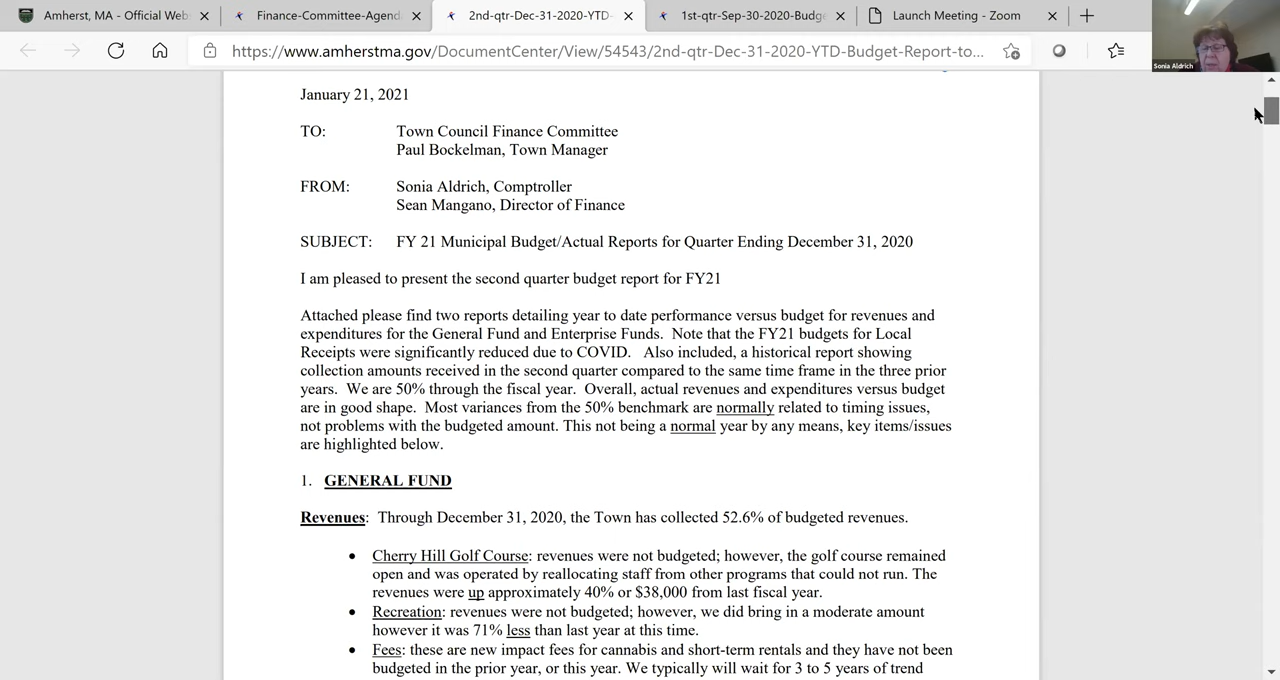 Amherst, MA - Official Web
Finance-Committee-Agend
2nd-qtr-Dec-31-2020-YTD-
1st-qtr-Sep-30-2020-Budge
Launch Meeting - Zoom
https://www.amherstma.gov/DocumentCenter/View/54543/2nd-qtr-Dec-31-2020-YTD-Budget-Report-to...
Sonia Aldrich
January 21, 2021
TO: Town Council Finance Committee
Paul Bockelman, Town Manager
FROM: Sonia Aldrich, Comptroller
Sean Mangano, Director of Finance
SUBJECT: FY 21 Municipal Budget/Actual Reports for Quarter Ending December 31, 2020
I am pleased to present the second quarter budget report for FY21
Attached please find two reports detailing year to date performance versus budget for revenues and
expenditures for the General Fund and Enterprise Funds. Note that the FY21 budgets for Local
Receipts were significantly reduced due to COVID. Also included, a historical report showing
collection amounts received in the second quarter compared to the same time frame in the three prior
years. We are 50% through the fiscal year. Overall, actual revenues and expenditures versus budget
are in good shape. Most variances from the 50% benchmark are normally related to timing issues,
not problems with the budgeted amount. This not being a normal year by any means, key items/issues
are highlighted below.
1. GENERAL FUND
Revenues: Through December 31, 2020, the Town has collected 52.6% of budgeted revenues.
• Cherry Hill Golf Course: revenues were not budgeted; however, the golf course remained
open and was operated by reallocating staff from other programs that could not run. The
revenues were up approximately 40% or $38,000 from last fiscal year.
• Recreation: revenues were not budgeted; however, we did bring in a moderate amount
however it was 71% less than last year at this time.
• Fees: these are new impact fees for cannabis and short-term rentals and they have not been
budgeted in the prior year, or this year. We typically will wait for 3 to 5 years of trend